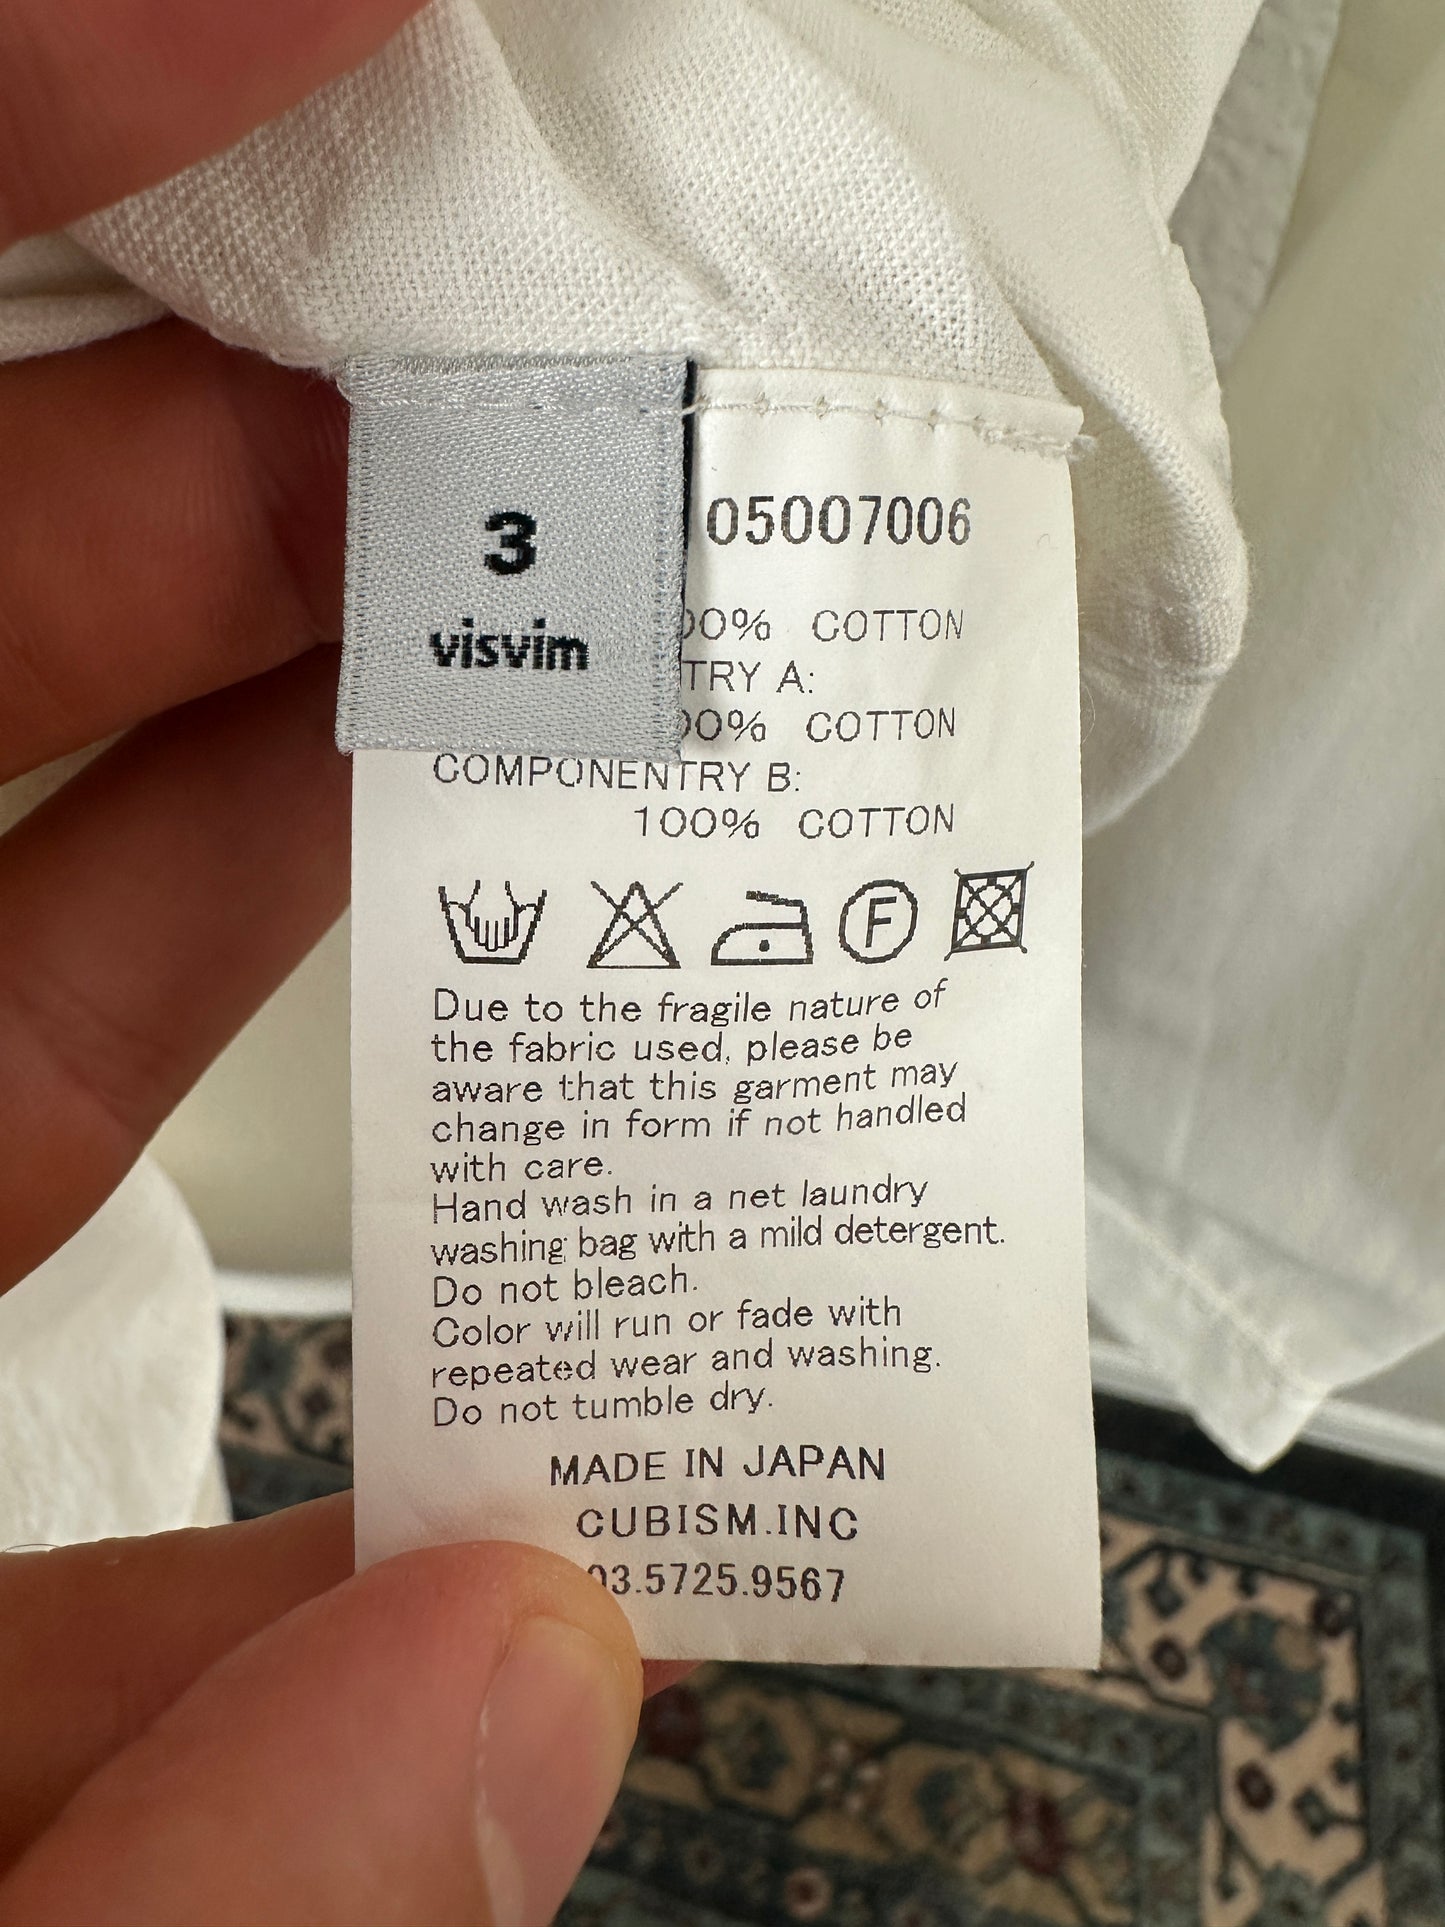 3
visvim
05007006
COTTON
A:
COTTON
COMPONENTRY B:
100% COTTON
F
Due to the fragile nature of
the fabric used, please be
aware that this garment may
change in form if not handled
with care.
Hand wash in a net laundry
washing bag with a mild detergent.
Do not bleach.
Color will run or fade with
repeated wear and washing.
Do not tumble dry.
MADE IN JAPAN
CUBISM.INC
03.5725.9567